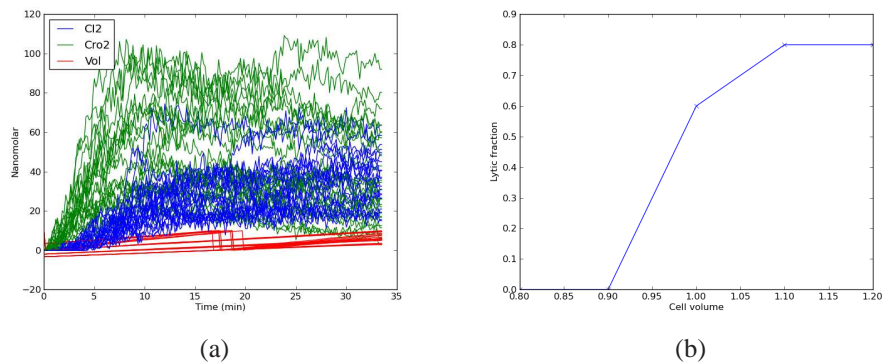 120
100
80
60
40
20
0
−20
Nanomolar
CI2
Cro2
Vol
0 5 10 15 20 25 30 35
Time (min)
(a)
0.9
0.8
0.7
0.6
0.5
0.4
0.3
0.2
0.1
0.0
Lytic fraction
0.80 0.85 0.90 0.95 1.00 1.05 1.10 1.15 1.20
Cell volume
(b)